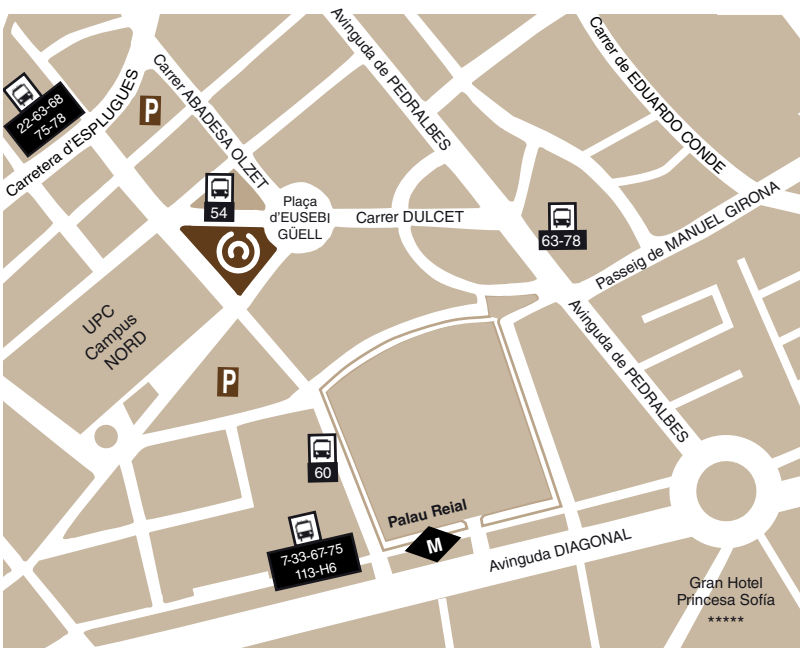 Avinguda de PEDRALBES
Carrer de EDUARDO CONDE
Carrer ABADESA OLZET
Carretera d'ESPLUGUES
22-63-68
75-78
P
54
Plaça
d'EUSEBI
GÜELL
Carrer DULCET
63-78
Passeig de MANUEL GIRONA
UPC
Campus
NORD
Avinguda de PEDRALBES
P
60
Palau Reial
M
7-33-67-75
113-H6
Avinguda DIAGONAL
Gran Hotel
Princesa Sofía
*****